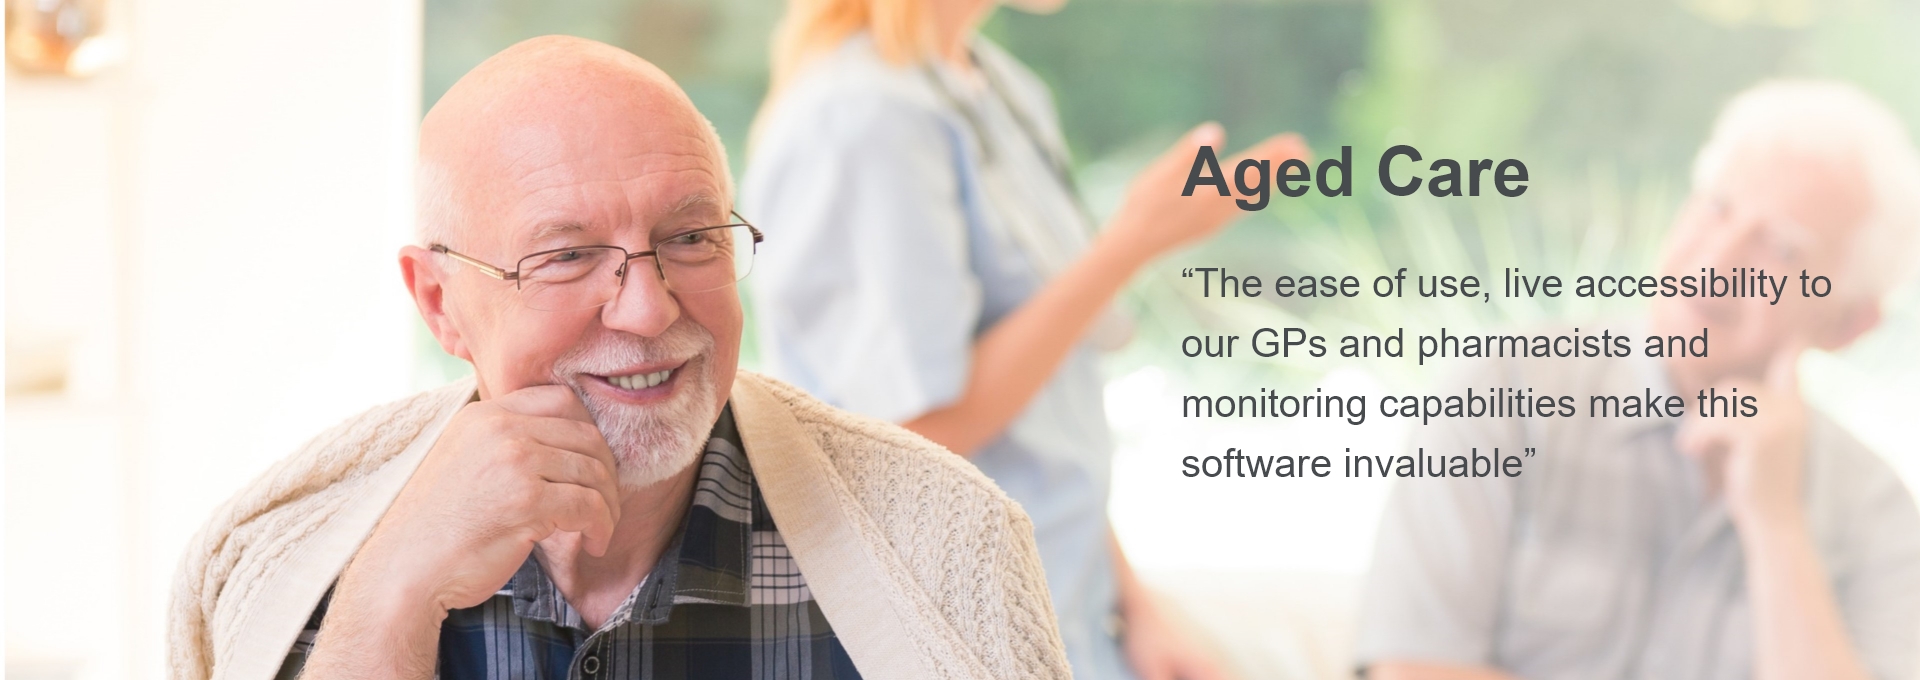 Aged Care
“The ease of use, live accessibility to
our GPs and pharmacists and
monitoring capabilities make this
software invaluable”